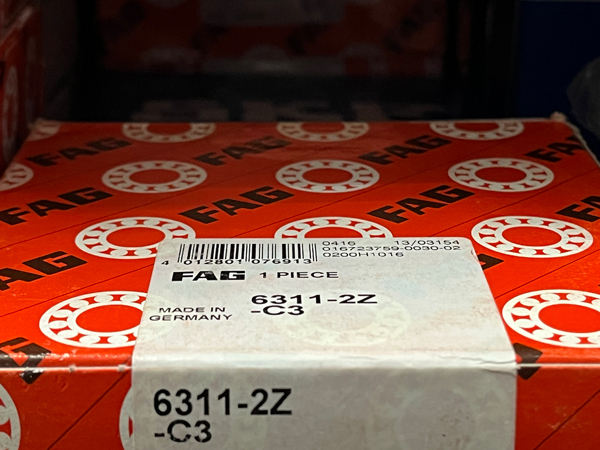 FAG FAG FAG FAG
FAG FAG FAG
0416 13/03154
016723759-0030-02
0200H1016
4 012801 076913
FAG 1 PIECE
6311-2Z
-C3
MADE IN
GERMANY
6311-2Z
-C3